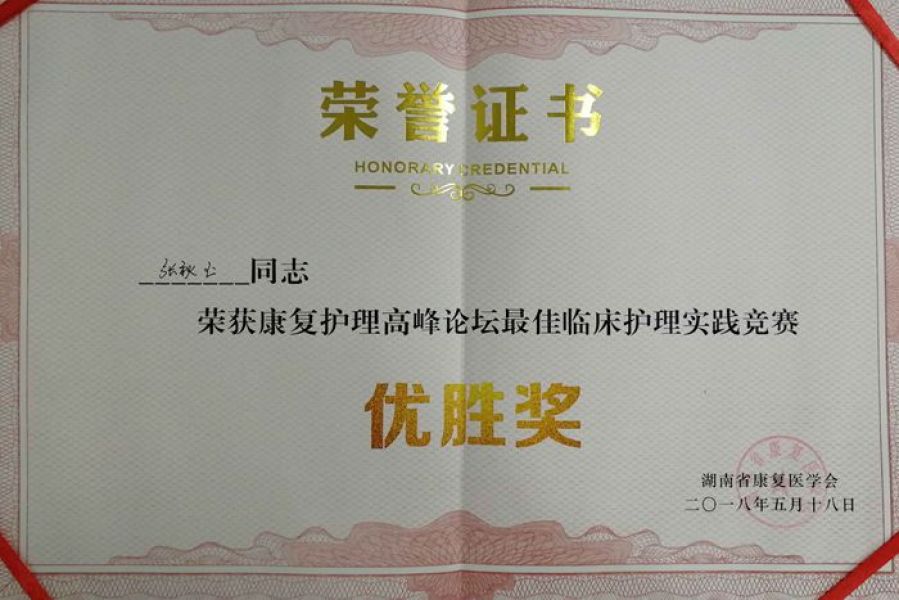 荣誉证书
HONORARY CREDENTIAL
张秋 同志
荣获康复护理高峰论坛最佳临床护理实践竞赛
优胜奖
湖南省康复医学会
二〇一八年五月十八日